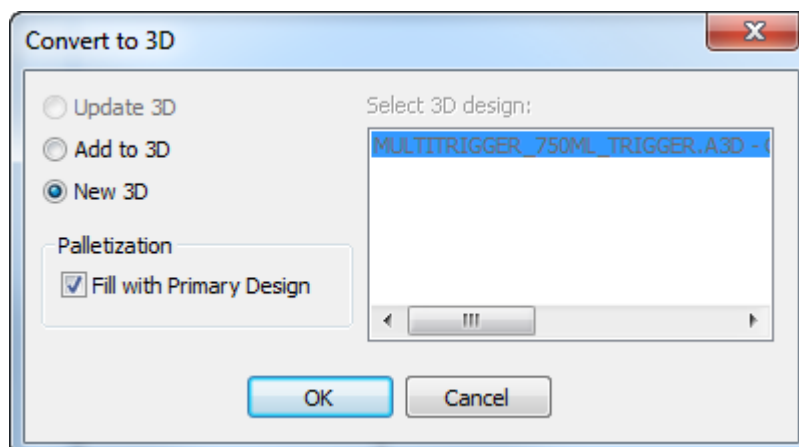 Convert to 3D
Update 3D
Add to 3D
New 3D
Palletization
Fill with Primary Design
Select 3D design:
MULTITRIGGER_750ML_TRIGGER.A3D -
OK
Cancel